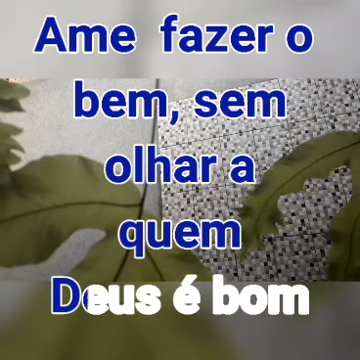 Ame fazer o
bem, sem
olhar a
quem
Deus é bom